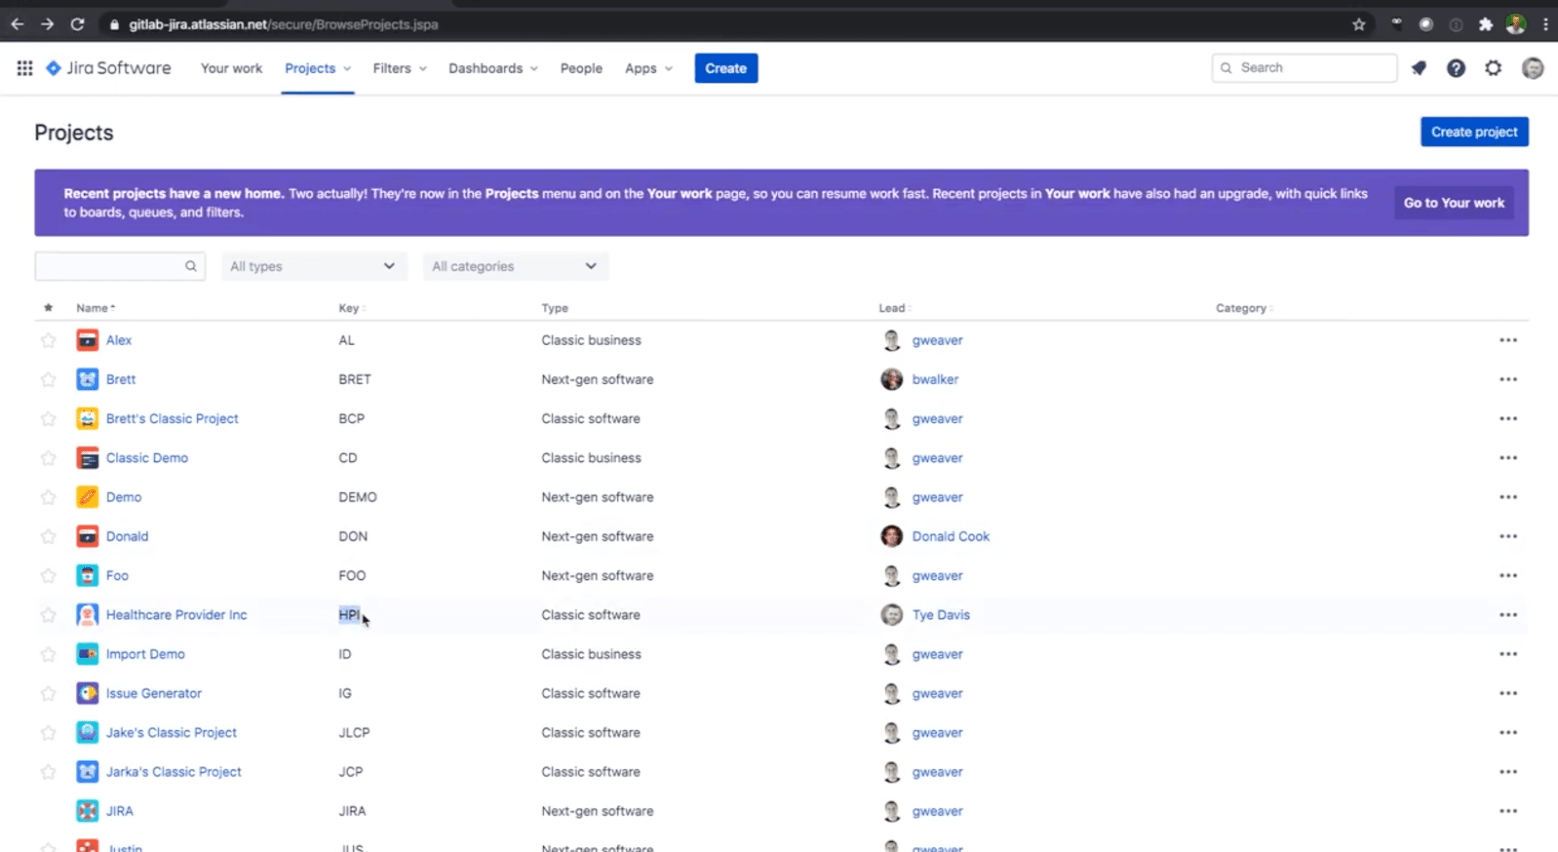 gitlab-jira.atlassian.net/secure/BrowseProjects.jspa
Jira Software Your work Projects Filters Dashboards People Apps Create Search
Projects Create project
Recent projects have a new home. Two actually! They're now in the Projects menu and on the Your work page, so you can resume work fast. Recent projects in Your work have also had an upgrade, with quick links
to boards, queues, and filters.
Go to Your work
All types All categories
Name Key Type Lead Category
Alex AL Classic business gweaver
Brett BRET Next-gen software bwalker
Brett's Classic Project BCP Classic software gweaver
Classic Demo CD Classic business gweaver
Demo DEMO Next-gen software gweaver
Donald DON Next-gen software Donald Cook
Foo FOO Next-gen software gweaver
Healthcare Provider Inc HPI Classic software Tye Davis
Import Demo ID Classic business gweaver
Issue Generator IG Classic software gweaver
Jake's Classic Project JLCP Classic software gweaver
Jarka's Classic Project JCP Classic software gweaver
JIRA JIRA Next-gen software gweaver
Justin JUS Next-gen software gweaver